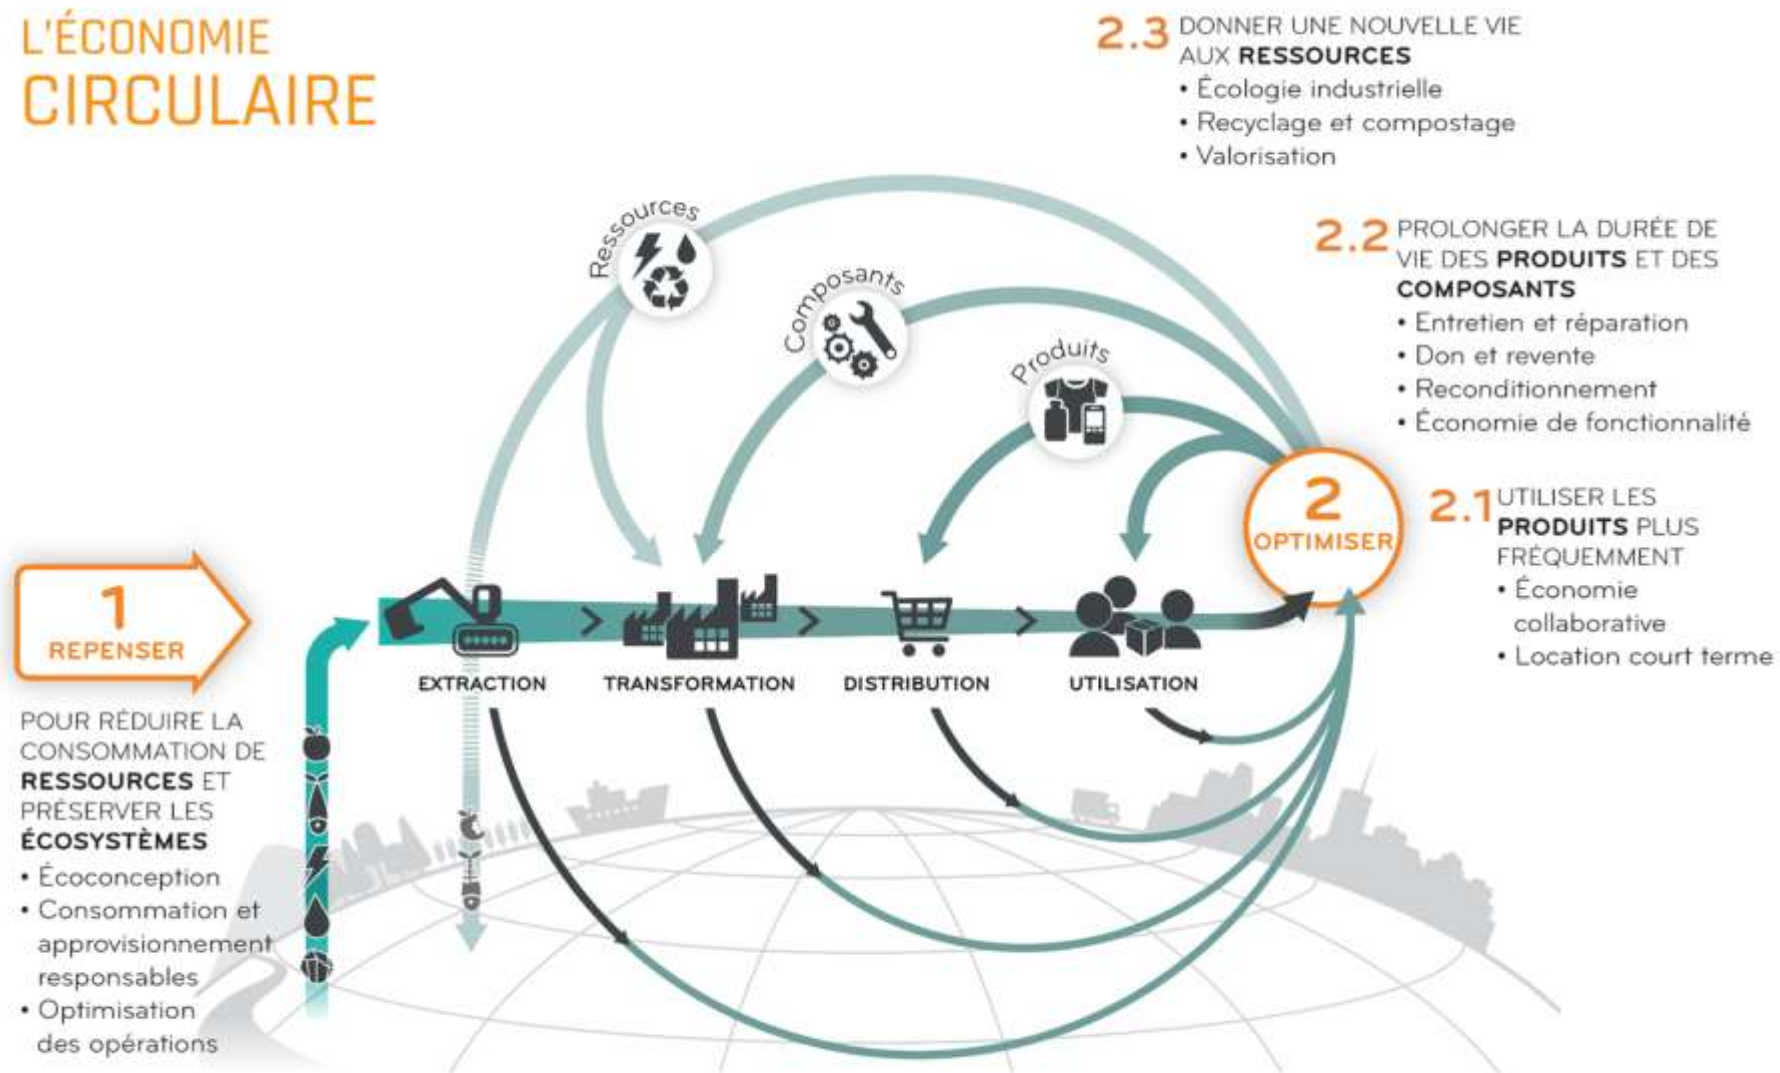 L'ÉCONOMIE
CIRCULAIRE
2.3 DONNER UNE NOUVELLE VIE
AUX RESSOURCES
• Écologie industrielle
• Recyclage et compostage
• Valorisation
2.2 PROLONGER LA DURÉE DE
VIE DES PRODUITS ET DES
COMPOSANTS
• Entretien et réparation
• Don et revente
• Reconditionnement
• Économie de fonctionnalité
2.1 UTILISER LES
PRODUITS PLUS
FRÉQUEMMENT
• Économie
collaborative
• Location court terme
Ressources
Composants
Produits
2
OPTIMISER
1
REPENSER
EXTRACTION
TRANSFORMATION
DISTRIBUTION
UTILISATION
POUR RÉDUIRE LA
CONSOMMATION DE
RESSOURCES ET
PRÉSERVER LES
ÉCOSYSTÈMES
• Écoconception
• Consommation et
approvisionnement
responsables
• Optimisation
des opérations